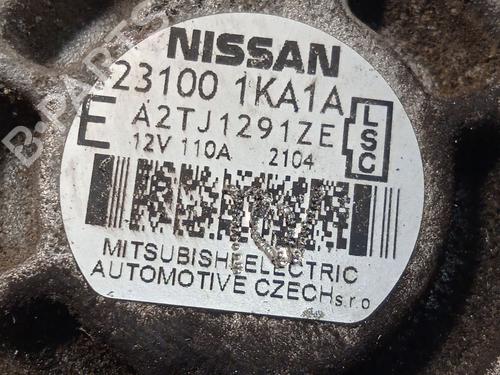 NISSAN
23100 1KA1A
E A2TJ1291ZE
LSC
12V 110A 2104
MITSUBISHI ELECTRIC
AUTOMOTIVE CZECH s.r.o
B-PARTS